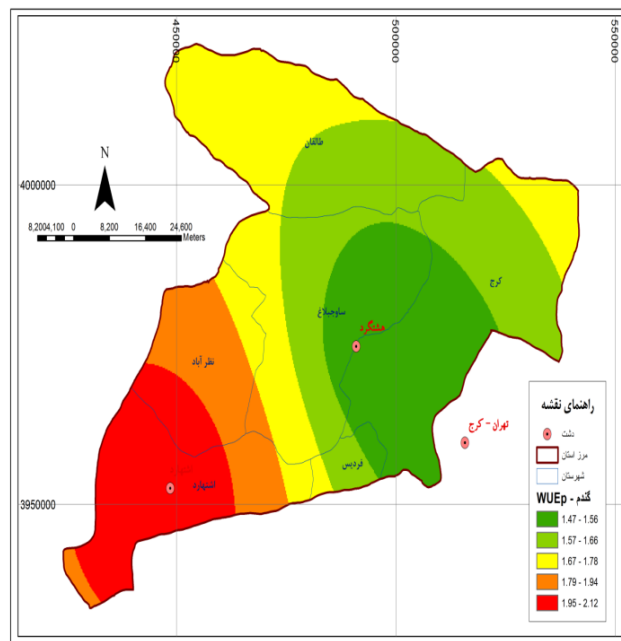 450000
500000
550000
طالقان
N
4000000
8,2004,100 0 8,200 16,400 24,600
Meters
کرج
ساوجبلاغ
هشتگرد
نظر آباد
تهران - کرج
فردیس
اشتهارد
3950000
راهنمای نقشه
دشت
مرز استان
شهرستان
گندم - WUEp
1.47 - 1.56
1.57 - 1.66
1.67 - 1.78
1.79 - 1.94
1.95 - 2.12